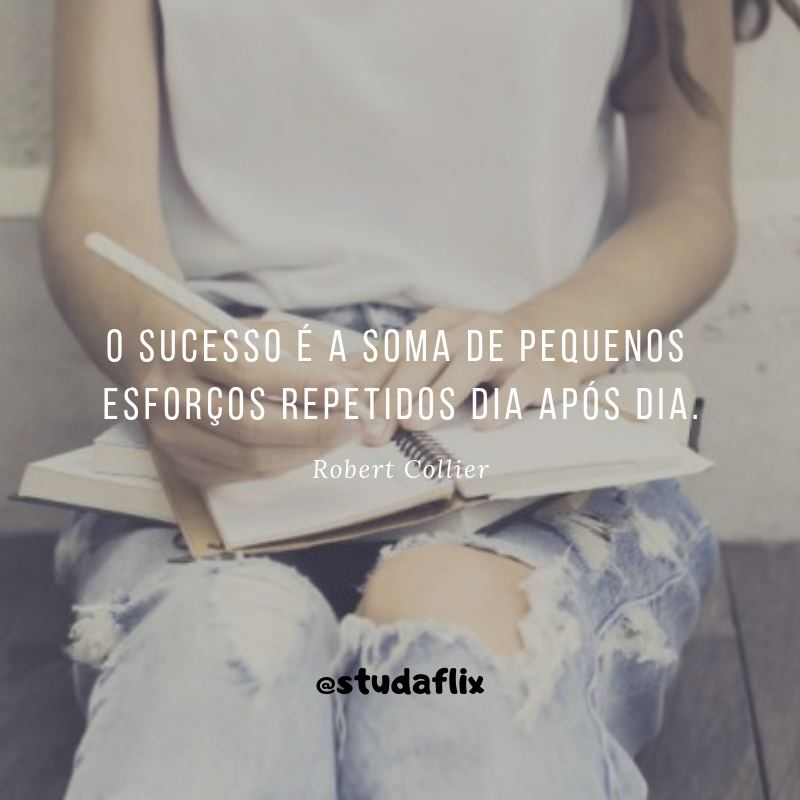 O SUCESSO É A SOMA DE PEQUENOS
ESFORÇOS REPETIDOS DIA APÓS DIA.
Robert Collier
@studaflix